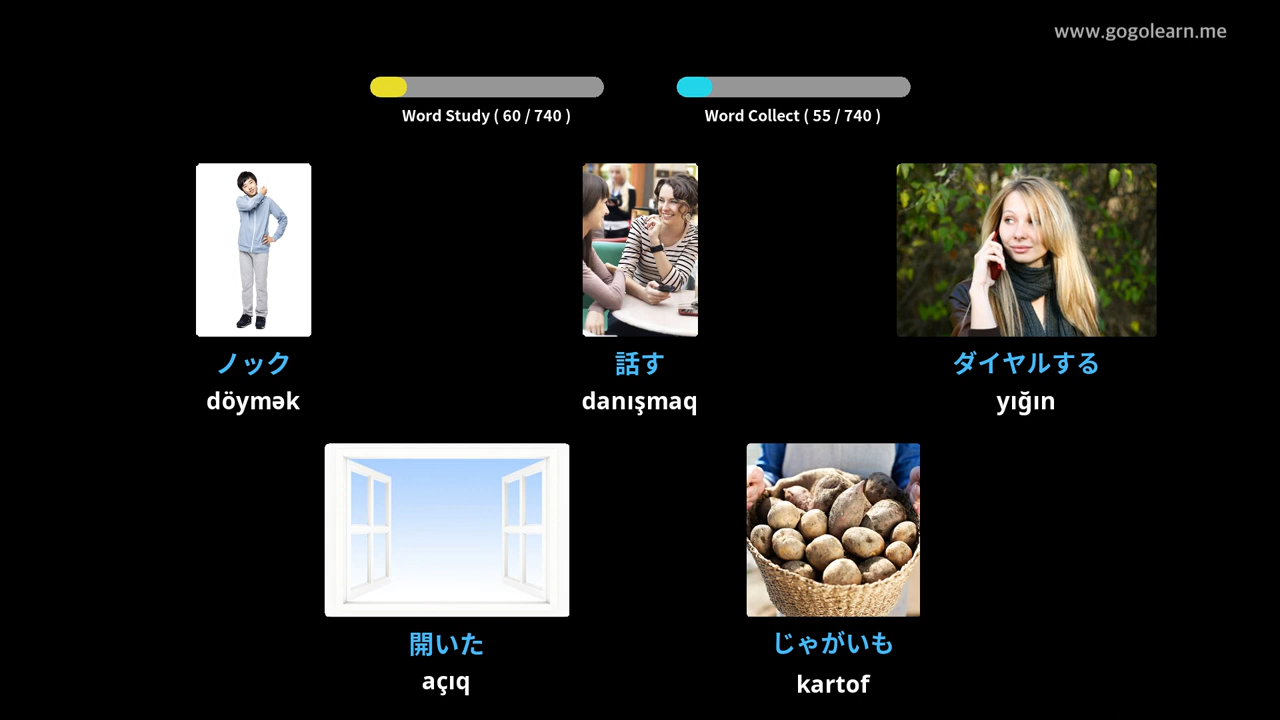 www.gogolearn.me
Word Study ( 60 / 740 )
Word Collect ( 55 / 740 )
ノック
döymək
話す
danışmaq
ダイヤルする
yığın
開いた
açıq
じゃがいも
kartof